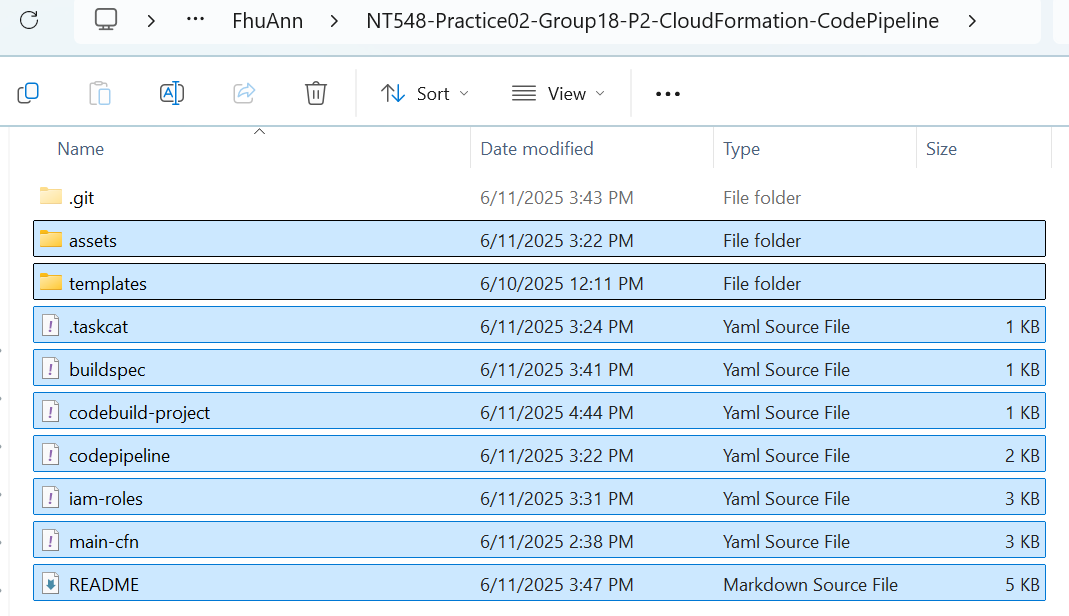 FhuAnn NT548-Practice02-Group18-P2-CloudFormation-CodePipeline
Sort View
Name Date modified Type Size
.git 6/11/2025 3:43 PM File folder
assets 6/11/2025 3:22 PM File folder
templates 6/10/2025 12:11 PM File folder
.taskcat 6/11/2025 3:24 PM Yaml Source File 1 KB
buildspec 6/11/2025 3:41 PM Yaml Source File 1 KB
codebuild-project 6/11/2025 4:44 PM Yaml Source File 1 KB
codepipeline 6/11/2025 3:22 PM Yaml Source File 2 KB
iam-roles 6/11/2025 3:31 PM Yaml Source File 3 KB
main-cfn 6/11/2025 2:38 PM Yaml Source File 3 KB
README 6/11/2025 3:47 PM Markdown Source File 5 KB